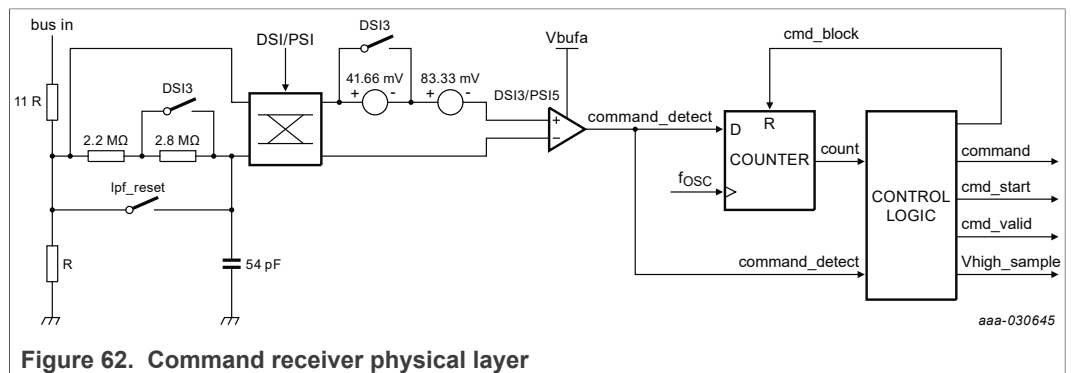 bus in
DSI/PSI
DSI3
Vbufa
cmd_block
11 R
DSI3
41.66 mV
83.33 mV
DSI3/PSI5
+ - + -
2.2 MΩ
2.8 MΩ
+
−
command_detect
D
R
COUNTER
count
fOSC
CONTROL
LOGIC
command
cmd_start
cmd_valid
Vhigh_sample
lpf_reset
R
54 pF
command_detect
aaa-030645
Figure 62. Command receiver physical layer